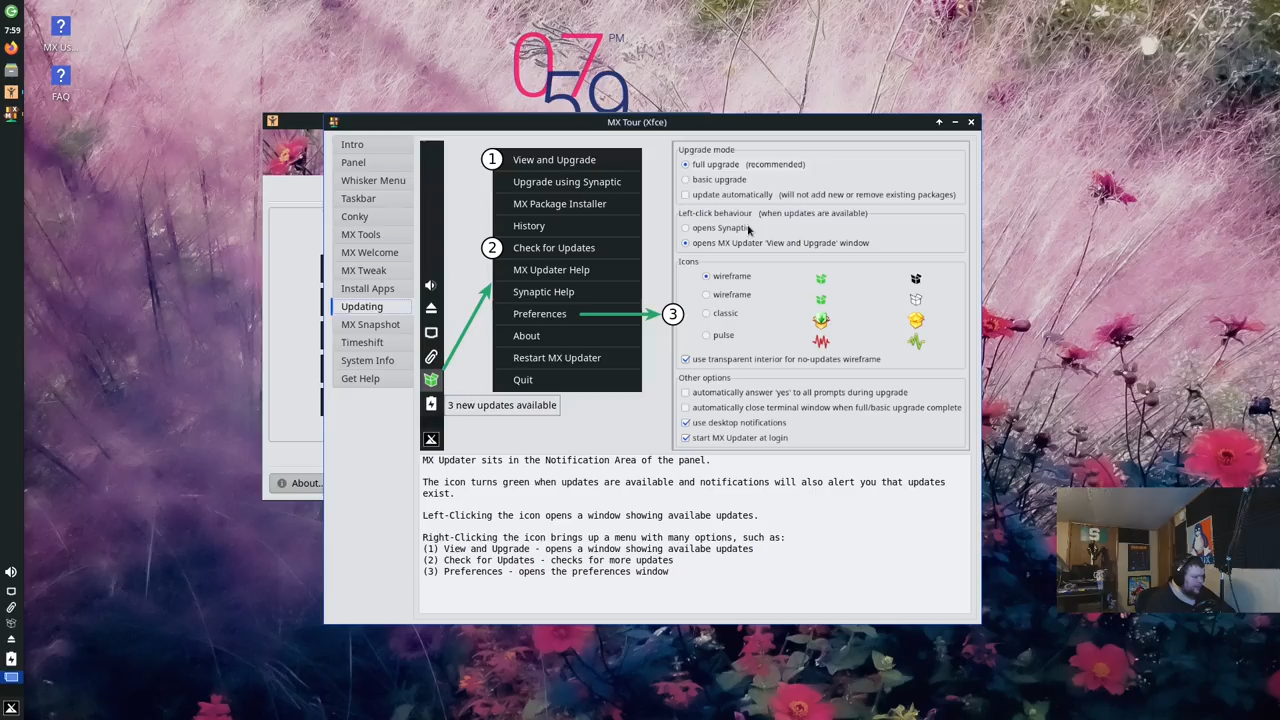 7:59
MX Us...
FAQ
07 PM
59
MX Tour (Xfce)
Intro
Panel
Whisker Menu
Taskbar
Conky
MX Tools
MX Welcome
MX Tweak
Install Apps
Updating
MX Snapshot
Timeshift
System Info
Get Help
About..
1 View and Upgrade
Upgrade using Synaptic
MX Package Installer
History
2 Check for Updates
MX Updater Help
Synaptic Help
Preferences 3
About
Restart MX Updater
Quit
3 new updates available
Upgrade mode
full upgrade (recommended)
basic upgrade
update automatically (will not add new or remove existing packages)
Left-click behaviour (when updates are available)
opens Synaptic
opens MX Updater 'View and Upgrade' window
Icons
wireframe
wireframe
classic
pulse
use transparent interior for no-updates wireframe
Other options
automatically answer 'yes' to all prompts during upgrade
automatically close terminal window when full/basic upgrade complete
use desktop notifications
start MX Updater at login
MX Updater sits in the Notification Area of the panel.
The icon turns green when updates are available and notifications will also alert you that updates
exist.
Left-Clicking the icon opens a window showing availabe updates.
Right-Clicking the icon brings up a menu with many options, such as:
(1) View and Upgrade - opens a window showing availabe updates
(2) Check for Updates - checks for more updates
(3) Preferences - opens the preferences window
S